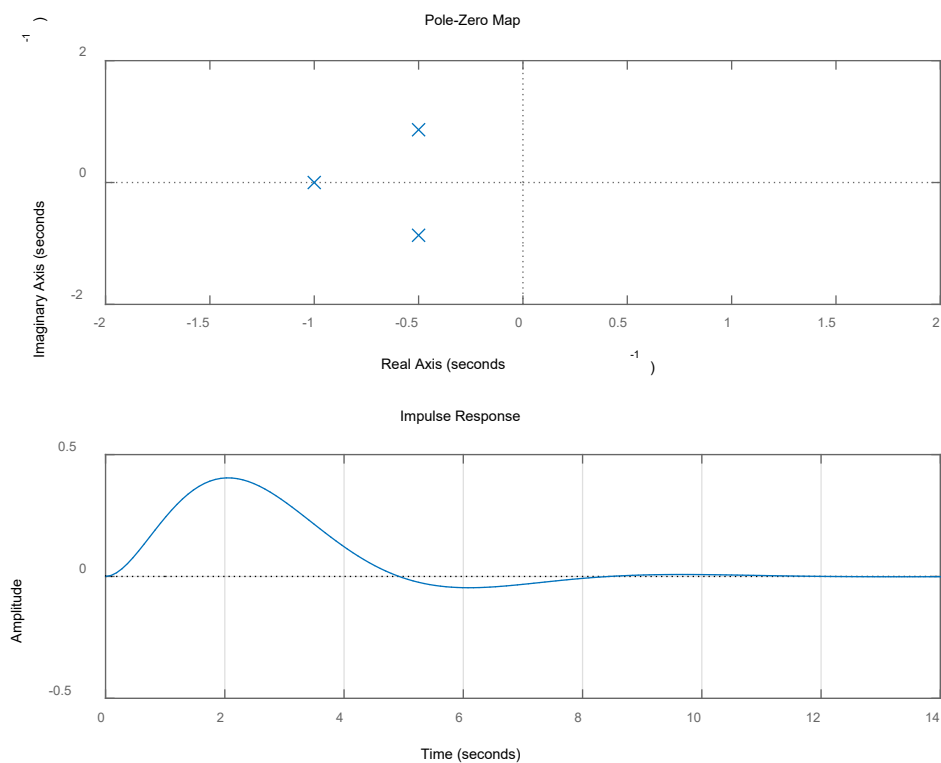 Pole-Zero Map
Imaginary Axis (seconds -1 )
2
0
-2
-2 -1.5 -1 -0.5 0 0.5 1 1.5 2
Real Axis (seconds -1 )
Impulse Response
Amplitude
0.5
0
-0.5
0 2 4 6 8 10 12 14
Time (seconds)